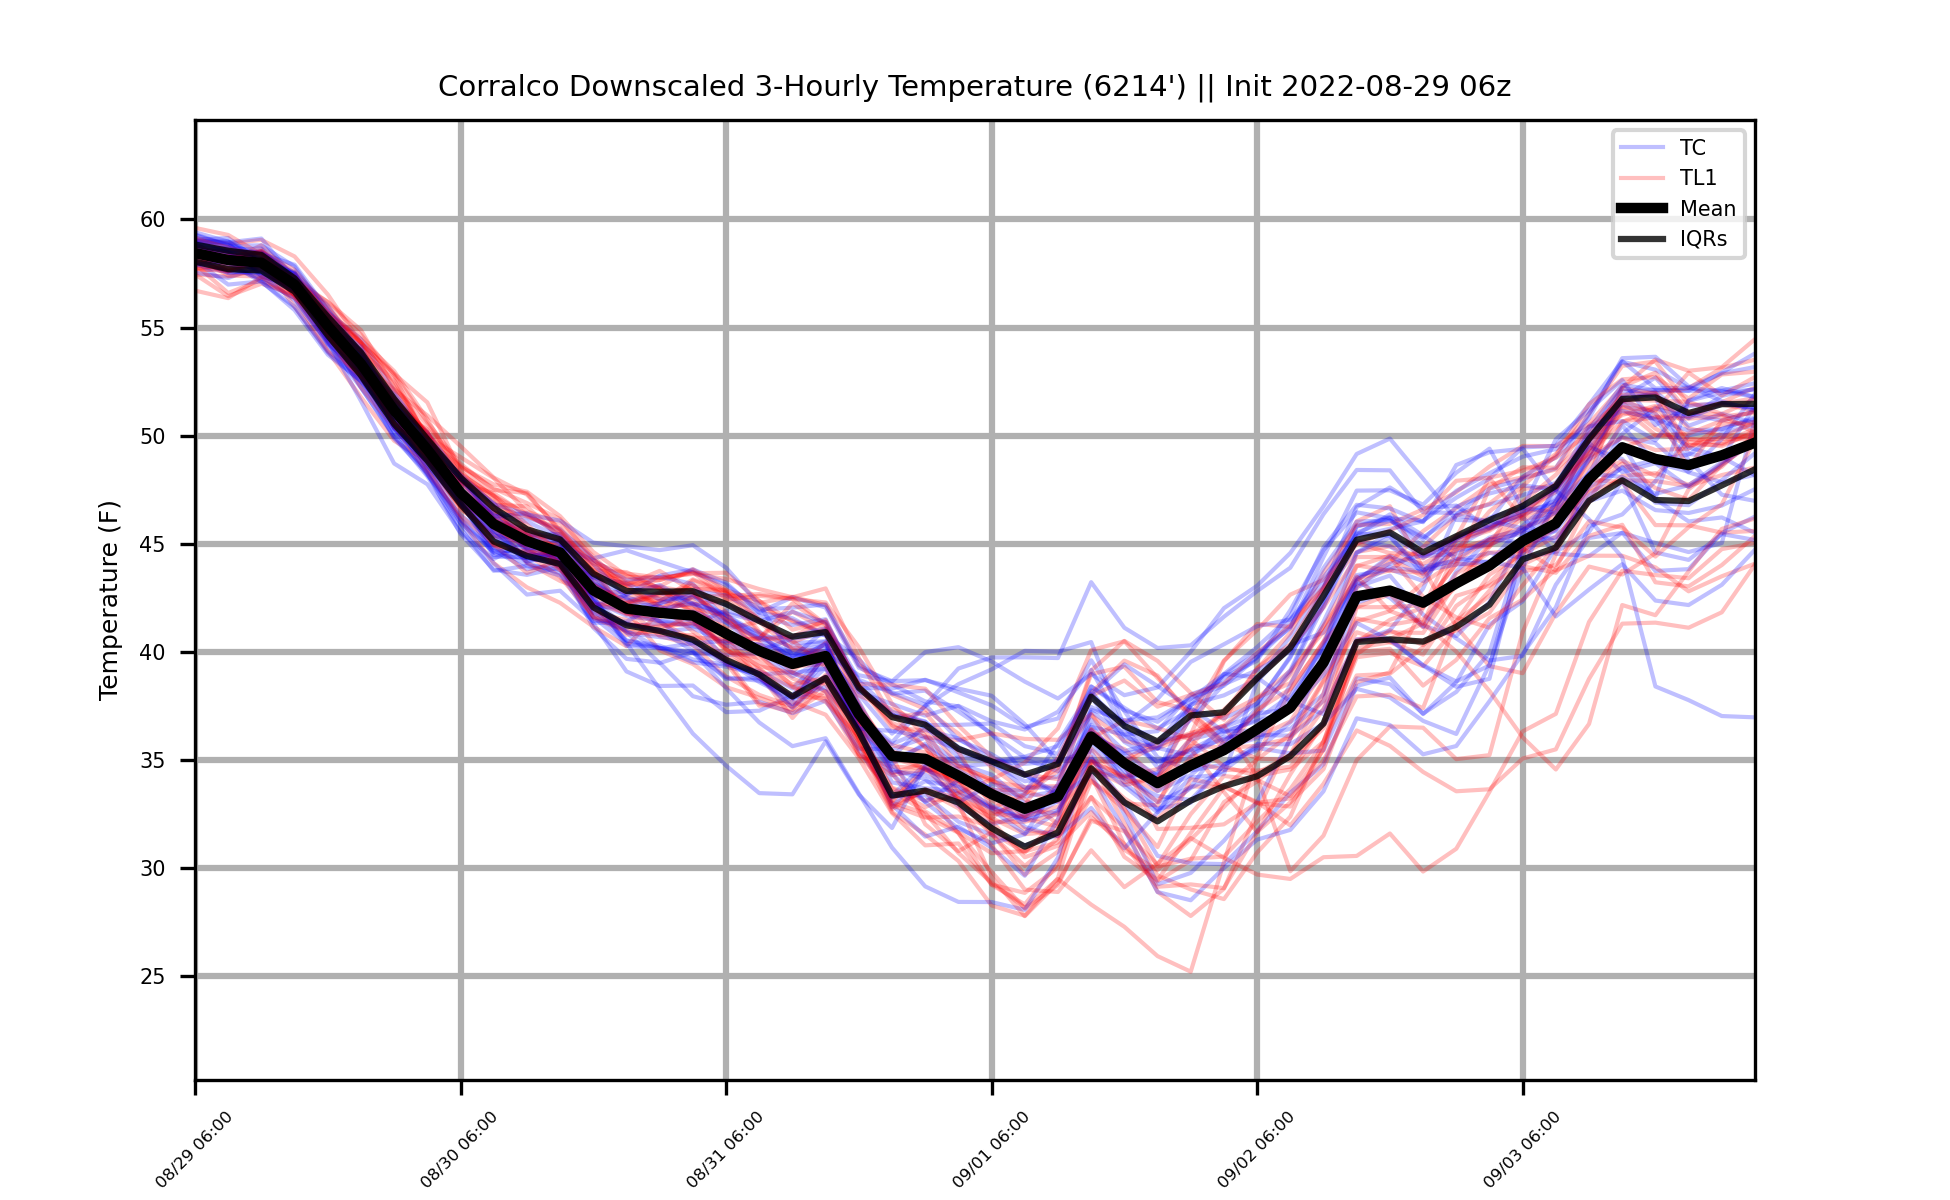 Corralco Downscaled 3-Hourly Temperature (6214') || Init 2022-08-29 06z
TC
TL1
Mean
IQRs
Temperature (F)
60
55
50
45
40
35
30
25
08/29 06:00
08/30 06:00
08/31 06:00
09/01 06:00
09/02 06:00
09/03 06:00